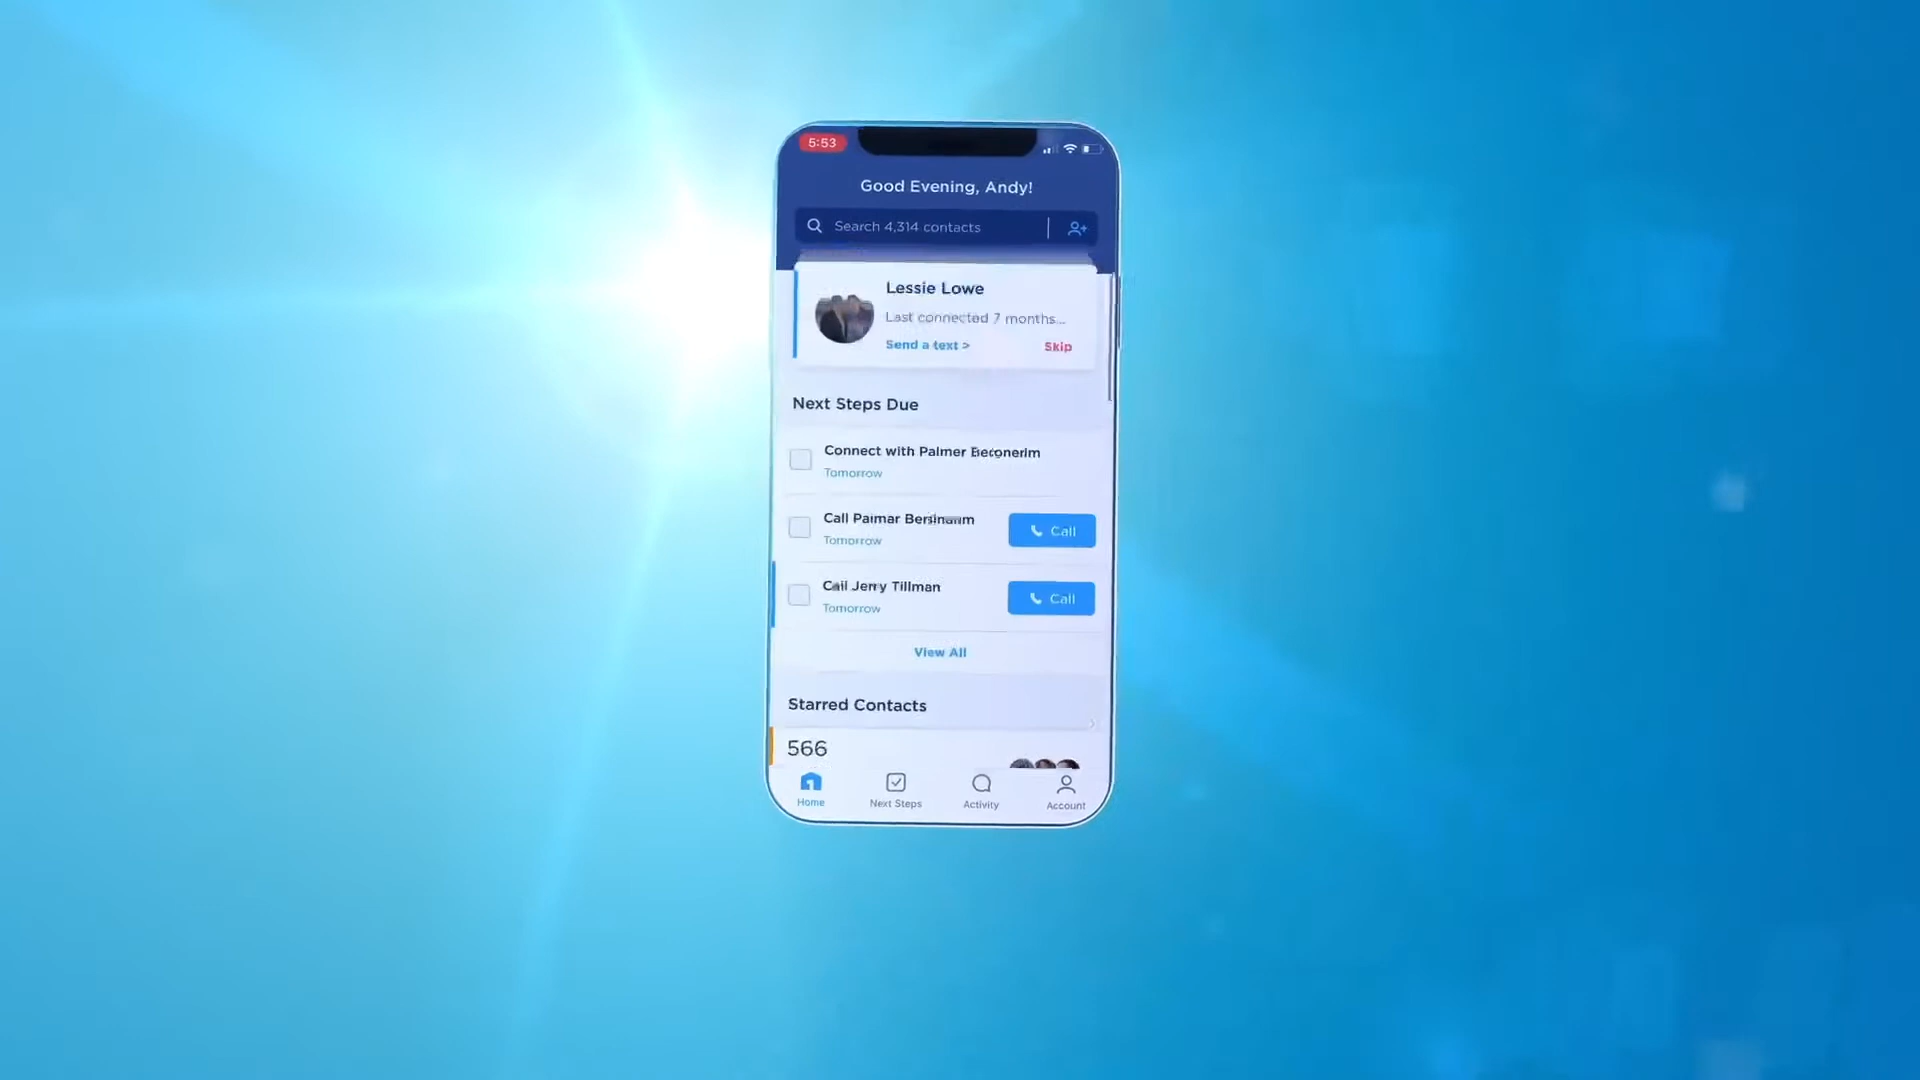 5:53
Good Evening, Andy!
Search 4,314 contacts
Lessie Lowe
Last connected 7 months...
Send a text >
Skip
Next Steps Due
Connect with Palmer
Tomorrow
Call
Call
Tomorrow
Call Jerry Tillman
Call
Tomorrow
View All
Starred Contacts
566
Home
Next Steps
Activity
Account